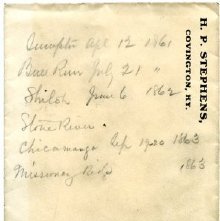 H. P. STEPHENS,
COVINGTON, KY.
Sumpter Apl 12 1861
Bull Run July 21 "
Shiloh June 6 1862
Stone River.
Chicamauga Sep 19.20 1863
Missionary Ridge 1863